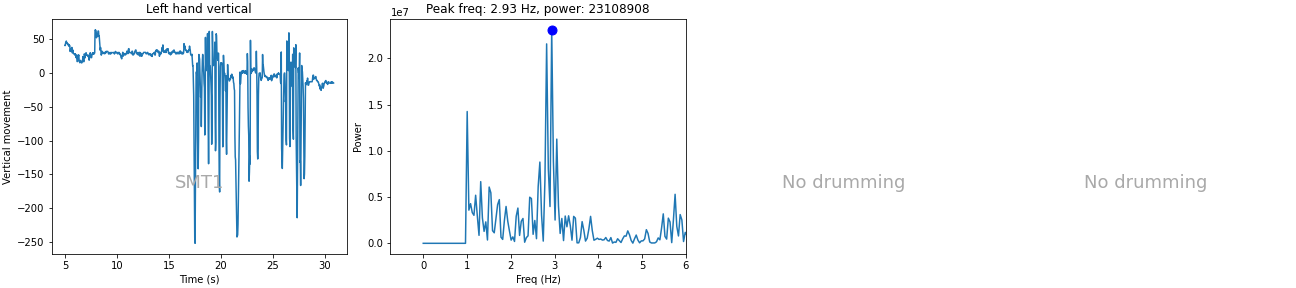 Left hand vertical
Vertical movement
50
0
−50
−100
−150
−200
−250
5
10
15
20
25
30
Time (s)
SMT1
Peak freq: 2.93 Hz, power: 23108908
1e7
Power
2.0
1.5
1.0
0.5
0.0
0
1
2
3
4
5
6
Freq (Hz)
No drumming
No drumming